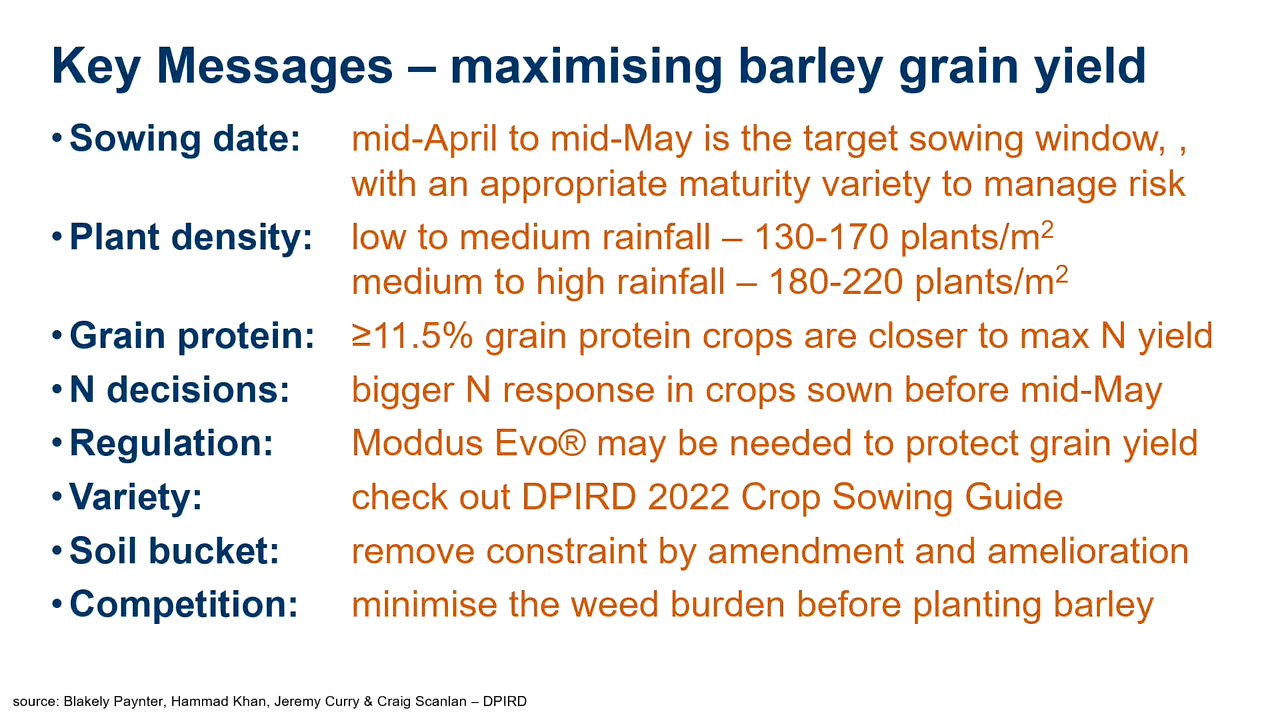 Key Messages – maximising barley grain yield
• Sowing date: mid-April to mid-May is the target sowing window, ,
with an appropriate maturity variety to manage risk
• Plant density: low to medium rainfall – 130-170 plants/m²
medium to high rainfall – 180-220 plants/m²
• Grain protein: ≥11.5% grain protein crops are closer to max N yield
• N decisions: bigger N response in crops sown before mid-May
• Regulation: Moddus Evo® may be needed to protect grain yield
• Variety: check out DPIRD 2022 Crop Sowing Guide
• Soil bucket: remove constraint by amendment and amelioration
• Competition: minimise the weed burden before planting barley
source: Blakely Paynter, Hammad Khan, Jeremy Curry & Craig Scanlan – DPIRD